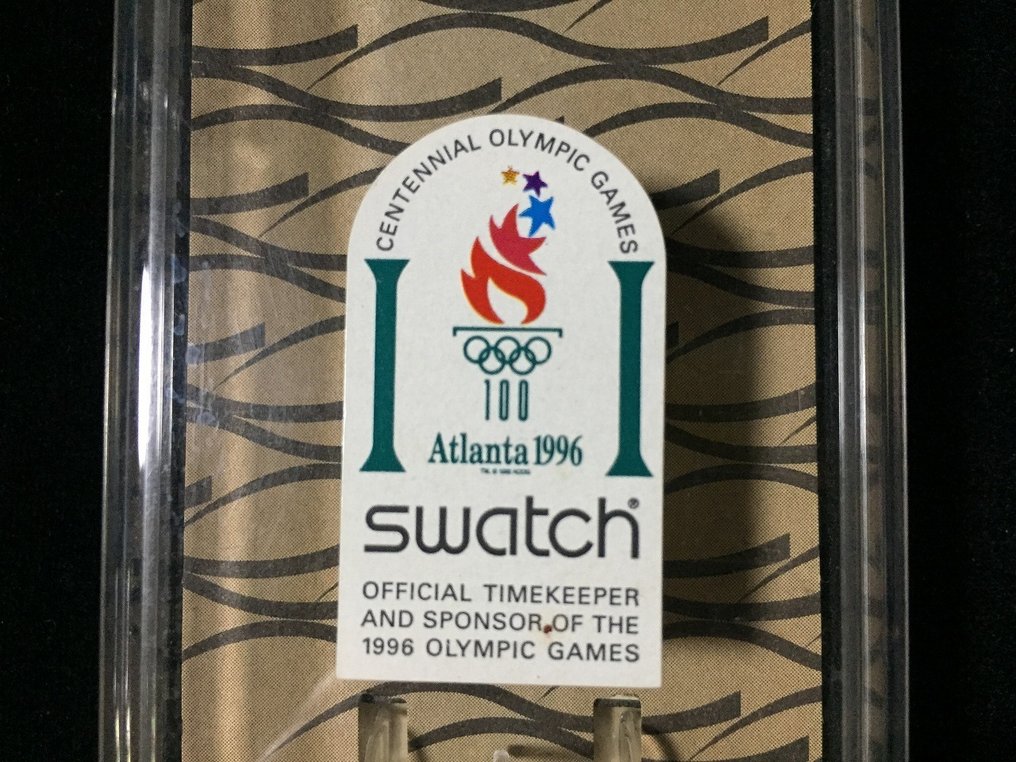 CENTENNIAL OLYMPIC GAMES
100
Atlanta 1996
swatch®
OFFICIAL TIMEKEEPER
AND SPONSOR OF THE
1996 OLYMPIC GAMES